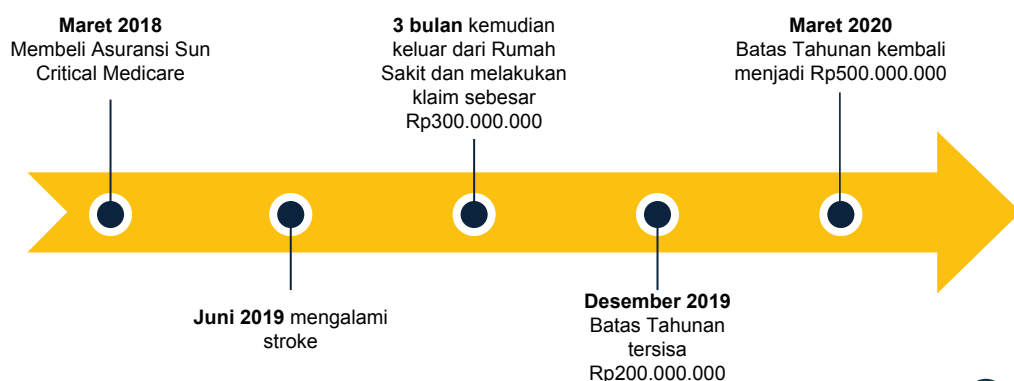 Maret 2018
Membeli Asuransi Sun
Critical Medicare
Juni 2019 mengalami
stroke
3 bulan kemudian
keluar dari Rumah
Sakit dan melakukan
klaim sebesar
Rp300.000.000
Desember 2019
Batas Tahunan
tersisa
Rp200.000.000
Maret 2020
Batas Tahunan kembali
menjadi Rp500.000.000